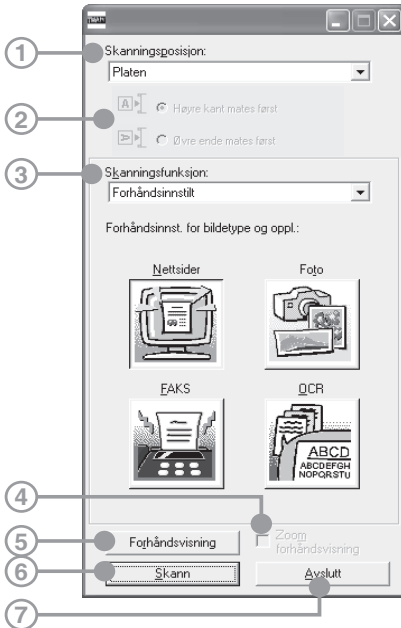 TWAIN
1
Skanningsposisjon:
Platen
2
A
Høyre kant mates først
A
Øvre ende mates først
3
Skanningsfunksjon:
Forhåndsinnstilt
Forhåndsinnst. for bildetype og oppl.:
Nettsider
Foto
FAKS
OCR
ABCD
ABCDEFGH
NOPQRSTU
4
Zoom
forhåndsvisning
5
Forhåndsvisning
6
Skann
Avslutt
7